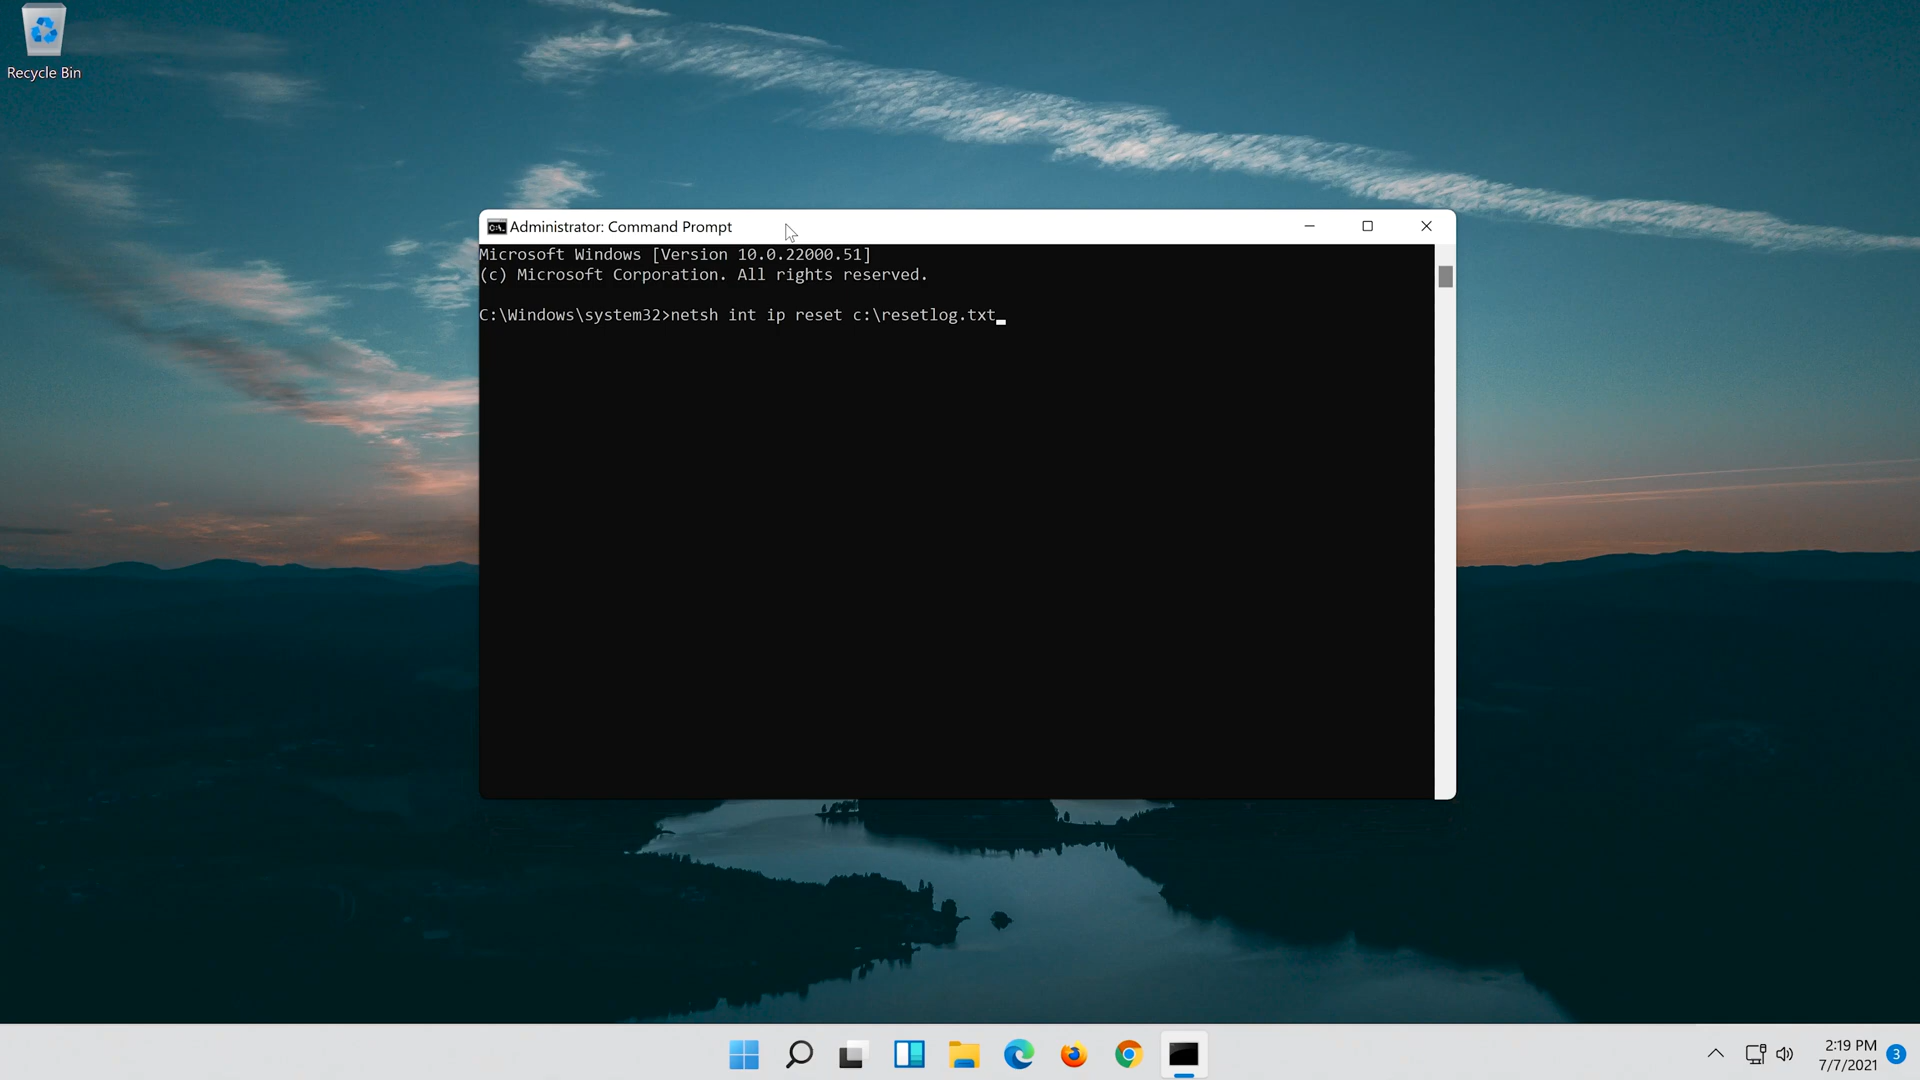 Recycle Bin
Administrator: Command Prompt
Microsoft Windows [Version 10.0.22000.51]
(c) Microsoft Corporation. All rights reserved.
C:\Windows\system32>netsh int ip reset c:\resetlog.txt
2:19 PM
7/7/2021
3